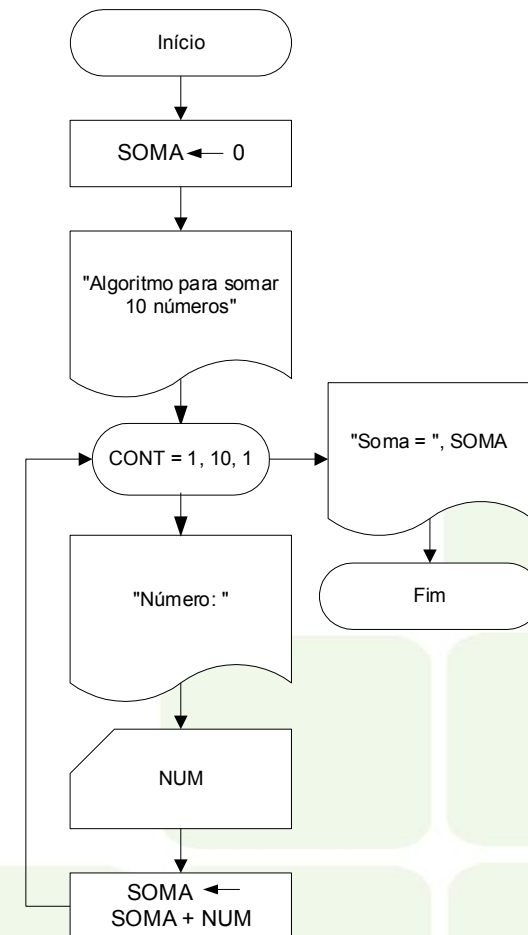 Início
SOMA ← 0
"Algoritmo para somar
10 números"
CONT = 1, 10, 1
"Soma = ", SOMA
"Número: "
Fim
NUM
SOMA ←
SOMA + NUM